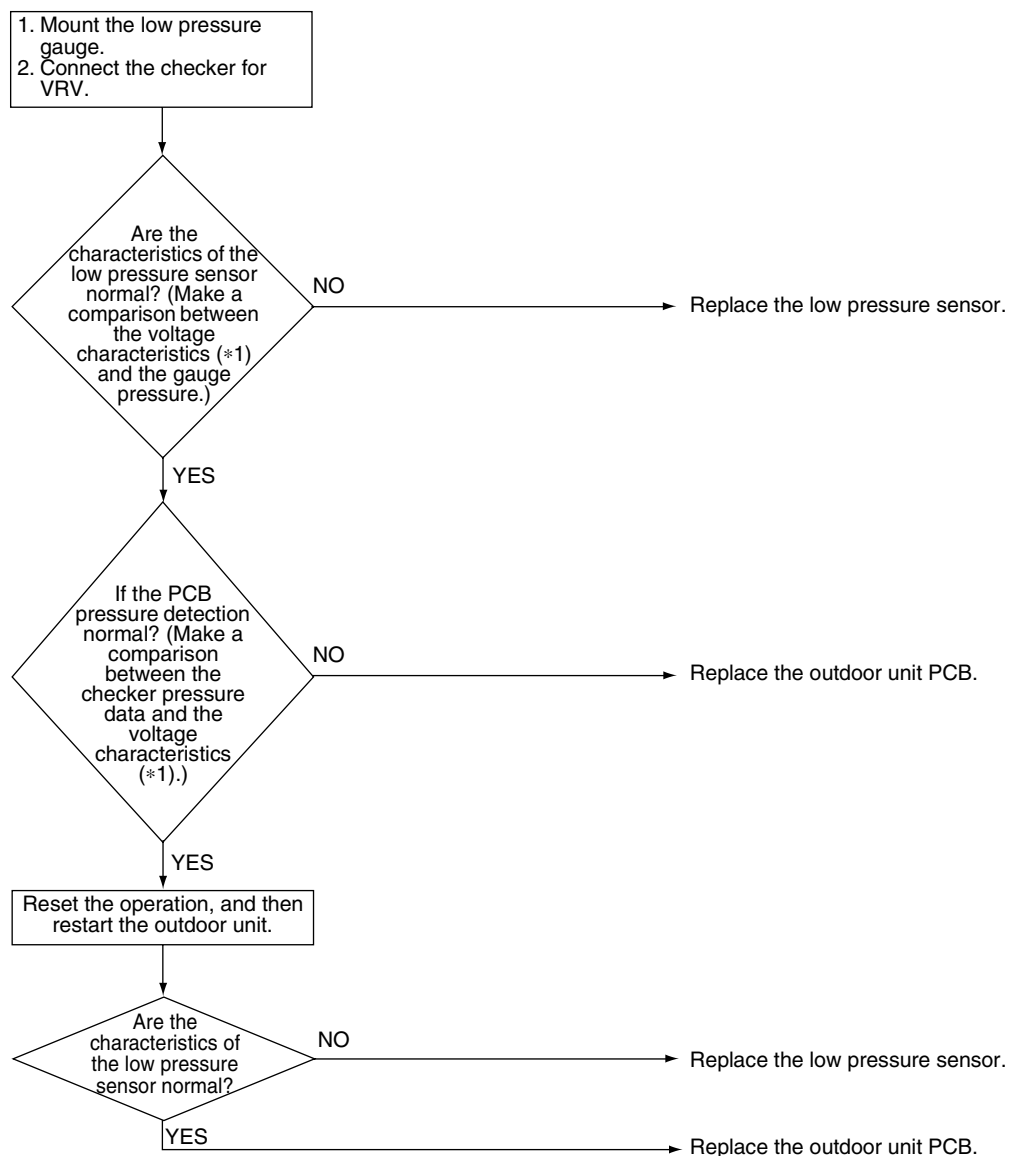 1. Mount the low pressure
gauge.
2. Connect the checker for
VRV.
Are the
characteristics of the
low pressure sensor
normal? (Make a
comparison between
the voltage
characteristics (*1)
and the gauge
pressure.)
NO
Replace the low pressure sensor.
YES
If the PCB
pressure detection
normal? (Make a
comparison
between the
checker pressure
data and the
voltage
characteristics
(*1).)
NO
Replace the outdoor unit PCB.
YES
Reset the operation, and then
restart the outdoor unit.
Are the
characteristics of
the low pressure
sensor normal?
NO
Replace the low pressure sensor.
YES
Replace the outdoor unit PCB.